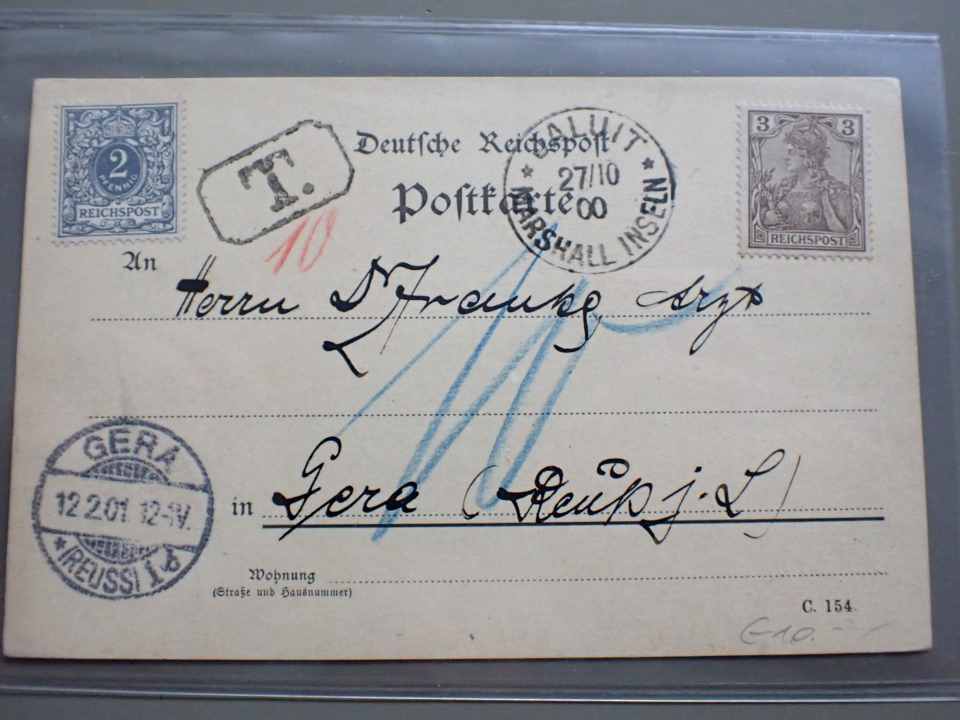 2
PFENNIG
REICHSPOST
T.
10
Deutsche Reichspost
Postkarte
JALUIT
27/10
00
* MARSHALL INSELN *
3 3
REICHSPOST
An
Herrn Dr Franke, Arzt
10
GERA
12.2.01. 12-1V.
* (REUSS)
in Gera (Reuß j. L)
Wohnung
(Straße und Hausnummer)
C. 154.